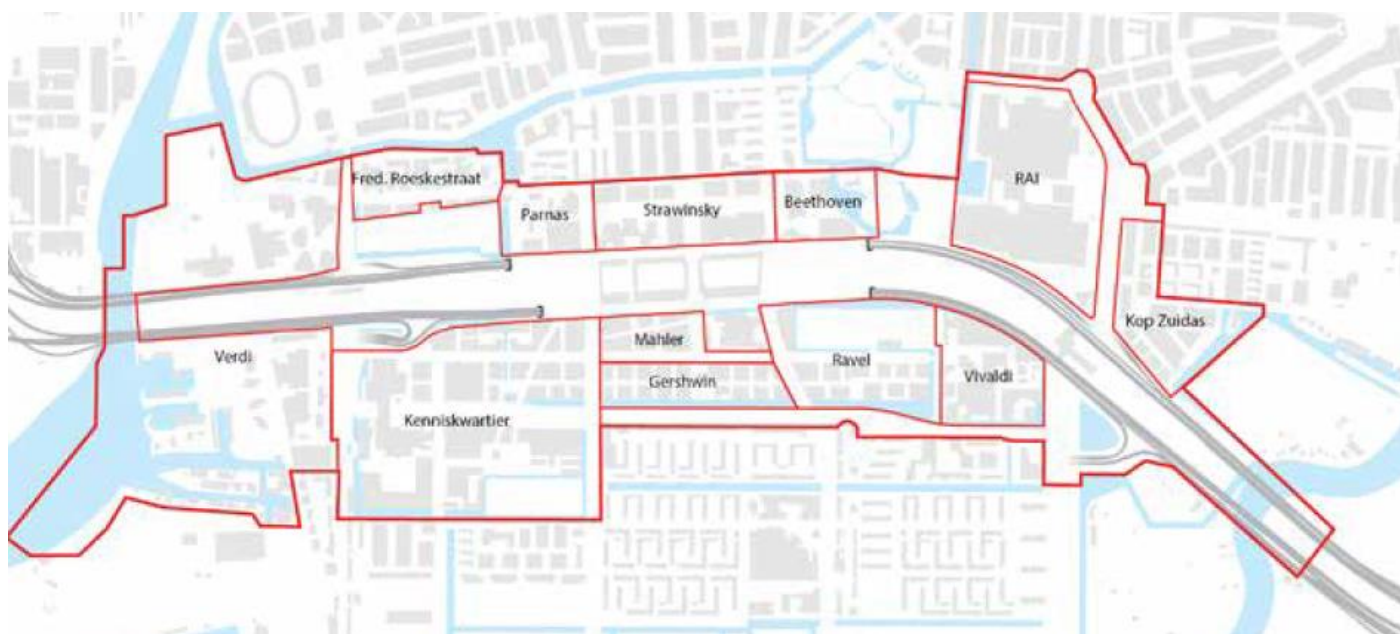 Fred. Roeskestraat
Parnas
Strawinsky
Beethoven
RAI
Kop Zuidas
Verdi
Mahler
Gershwin
Ravel
Vivaldi
Kenniskwartier